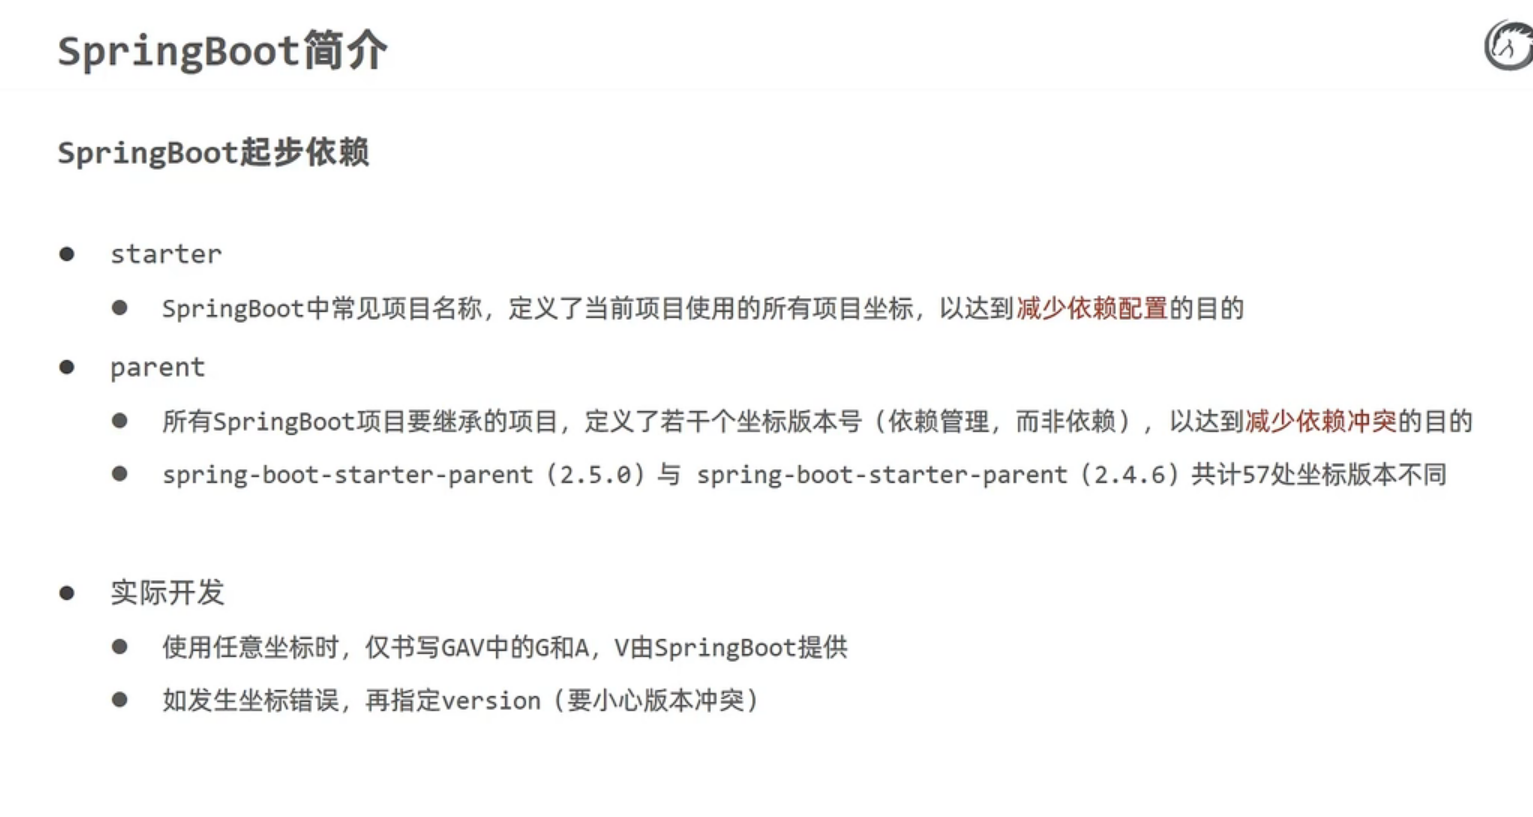 SpringBoot简介
SpringBoot起步依赖
starter
SpringBoot中常见项目名称，定义了当前项目使用的所有项目坐标，以达到减少依赖配置的目的
parent
所有SpringBoot项目要继承的项目，定义了若干个坐标版本号（依赖管理，而非依赖），以达到减少依赖冲突的目的
spring-boot-starter-parent（2.5.0）与 spring-boot-starter-parent（2.4.6）共计57处坐标版本不同
实际开发
使用任意坐标时，仅书写GAV中的G和A，V由SpringBoot提供
如发生坐标错误，再指定version（要小心版本冲突）